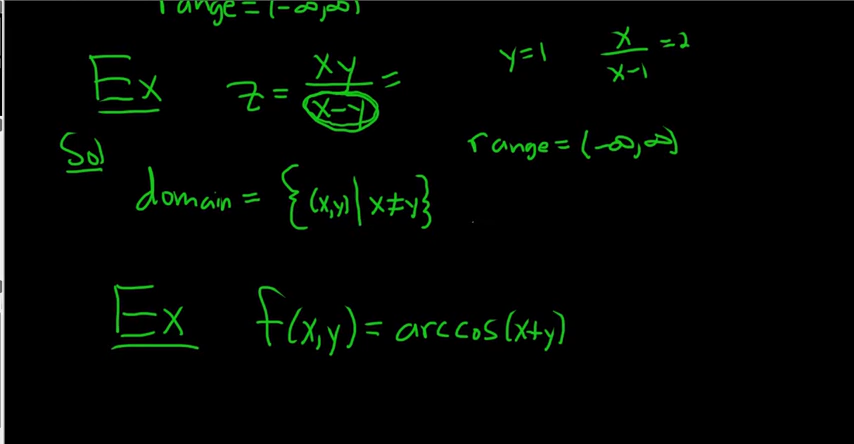 range = (-∞,∞)
Ex z = xy/(x-y) = y=1 x/(x-1) = 2
Sol range = (-∞,∞)
domain = {(x,y)|x≠y}
Ex f(x,y) = arccos(x+y)